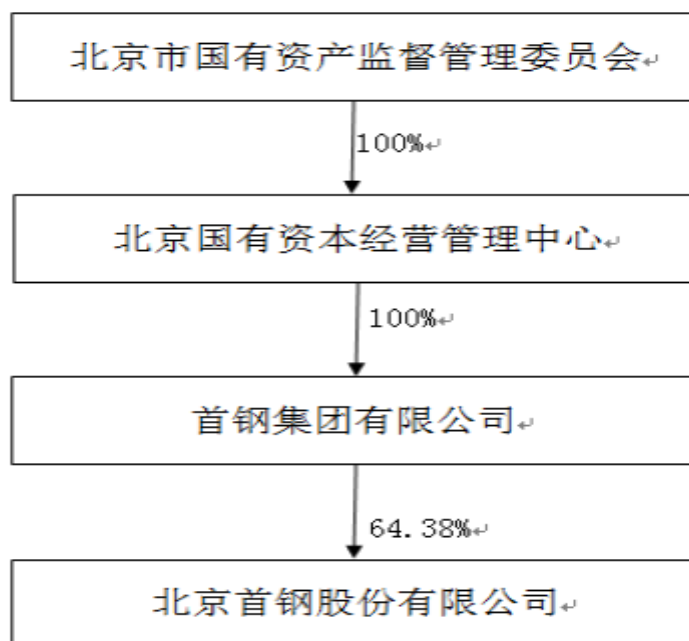 北京市国有资产监督管理委员会
100%
北京国有资本经营管理中心
100%
首钢集团有限公司
64.38%
北京首钢股份有限公司